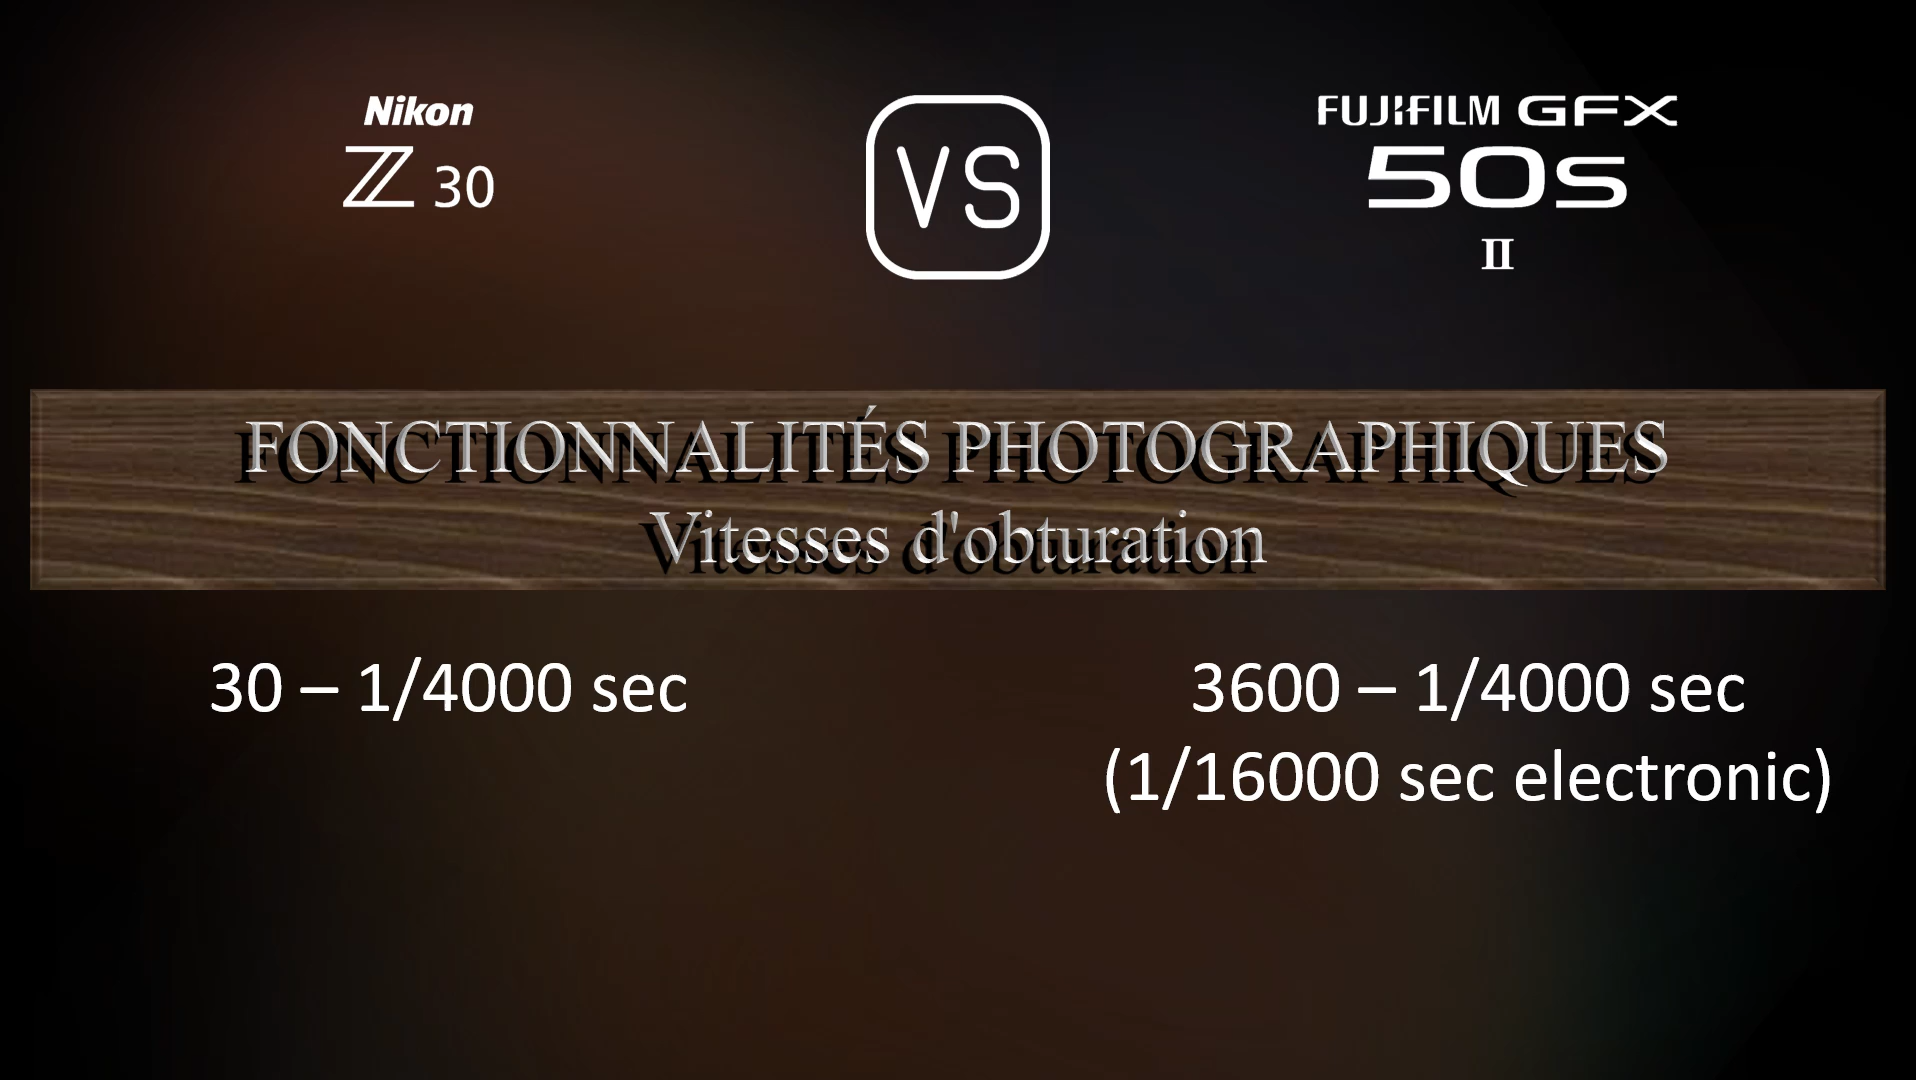 Nikon
Z 30
VS
FUJIFILM GFX
50S
II
FONCTIONNALITÉS PHOTOGRAPHIQUES
Vitesses d'obturation
30 – 1/4000 sec
3600 – 1/4000 sec
(1/16000 sec electronic)